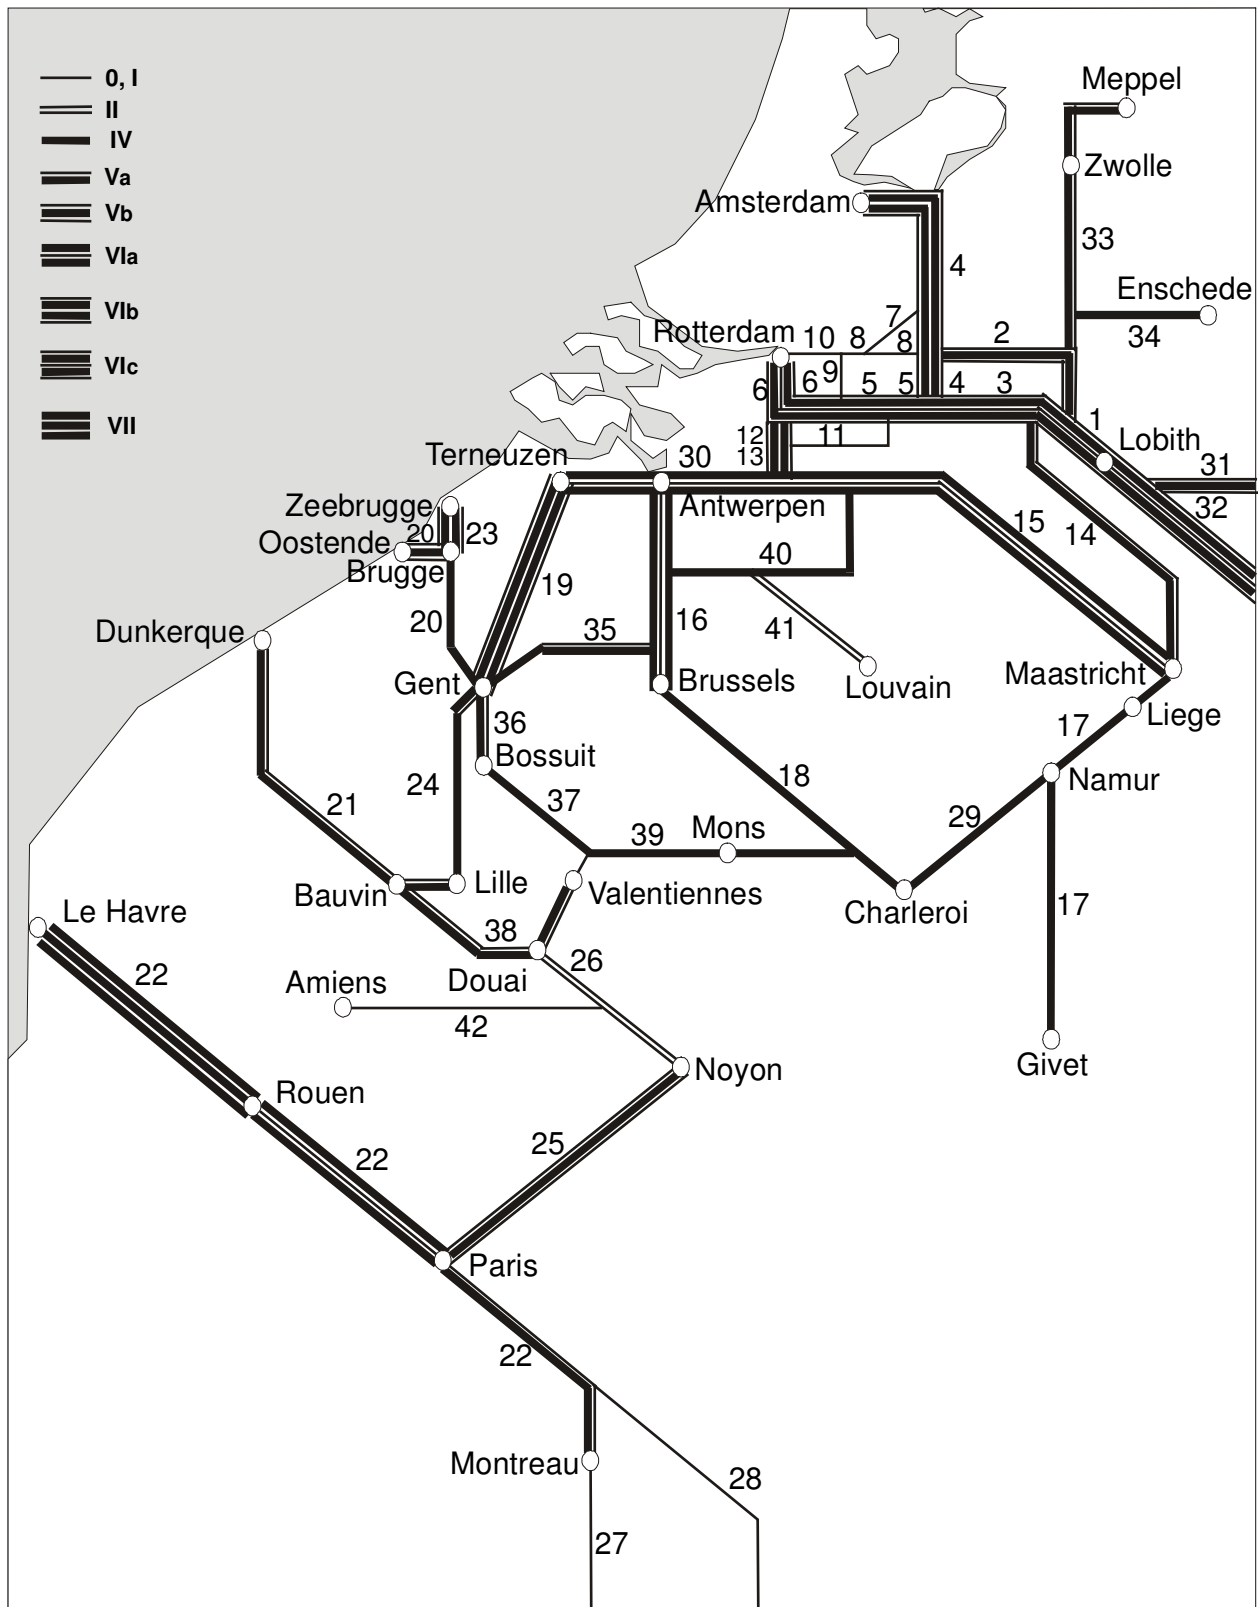 0, I
II
IV
Va
Vb
VIa
VIb
VIc
VII
Meppel
Zwolle
Amsterdam
33
4
Enschede
Rotterdam
10
8
7
8
2
34
6
6
9
5
5
4
3
1
12
11
13
Lobith
Terneuzen
30
31
Zeebrugge
Antwerpen
32
20
23
15
14
Oostende
Brugge
40
19
20
35
16
41
Dunkerque
Gent
Brussels
Louvain
Maastricht
Liege
36
17
Bossuit
Namur
24
18
21
37
29
39
Mons
Bauvin
Lille
Valentiennes
Charleroi
17
Le Havre
38
22
26
Amiens
Douai
42
Givet
Noyon
Rouen
25
22
Paris
22
Montreau
28
27